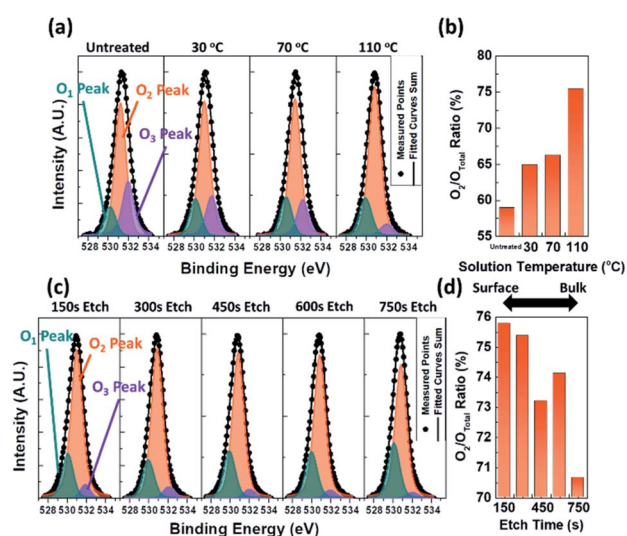 (a)
Untreated 30 °C 70 °C 110 °C
O1 Peak
O2 Peak
O3 Peak
Intensity (A.U.)
Measured Points
Fitted Curves Sum
528 530 532 534 528 530 532 534 528 530 532 534 528 530 532 534
Binding Energy (eV)
(b)
O2/OTotal Ratio (%)
80
75
70
65
60
55
Untreated 30 70 110
Solution Temperature (°C)
(c)
150s Etch 300s Etch 450s Etch 600s Etch 750s Etch
O1 Peak
O2 Peak
O3 Peak
Intensity (A.U.)
Measured Points
Fitted Curves Sum
528 530 532 534 528 530 532 534 528 530 532 534 528 530 532 534 528 530 532 534
Binding Energy (eV)
(d)
Surface Bulk
O2/OTotal Ratio (%)
76
75
74
73
72
71
70
150 450 750
Etch Time (s)